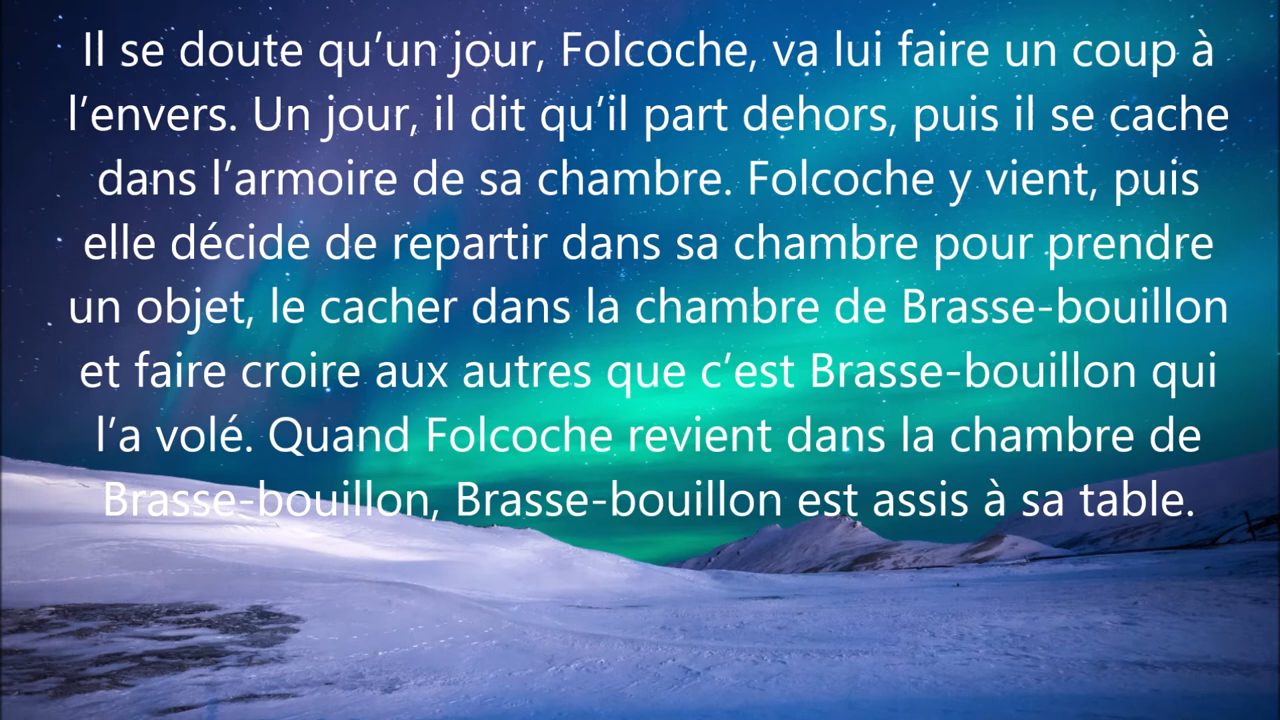 Il se doute qu’un jour, Folcoche, va lui faire un coup à
l’envers. Un jour, il dit qu’il part dehors, puis il se cache
dans l’armoire de sa chambre. Folcoche y vient, puis
elle décide de repartir dans sa chambre pour prendre
un objet, le cacher dans la chambre de Brasse-bouillon
et faire croire aux autres que c’est Brasse-bouillon qui
l’a volé. Quand Folcoche revient dans la chambre de
Brasse-bouillon, Brasse-bouillon est assis à sa table.